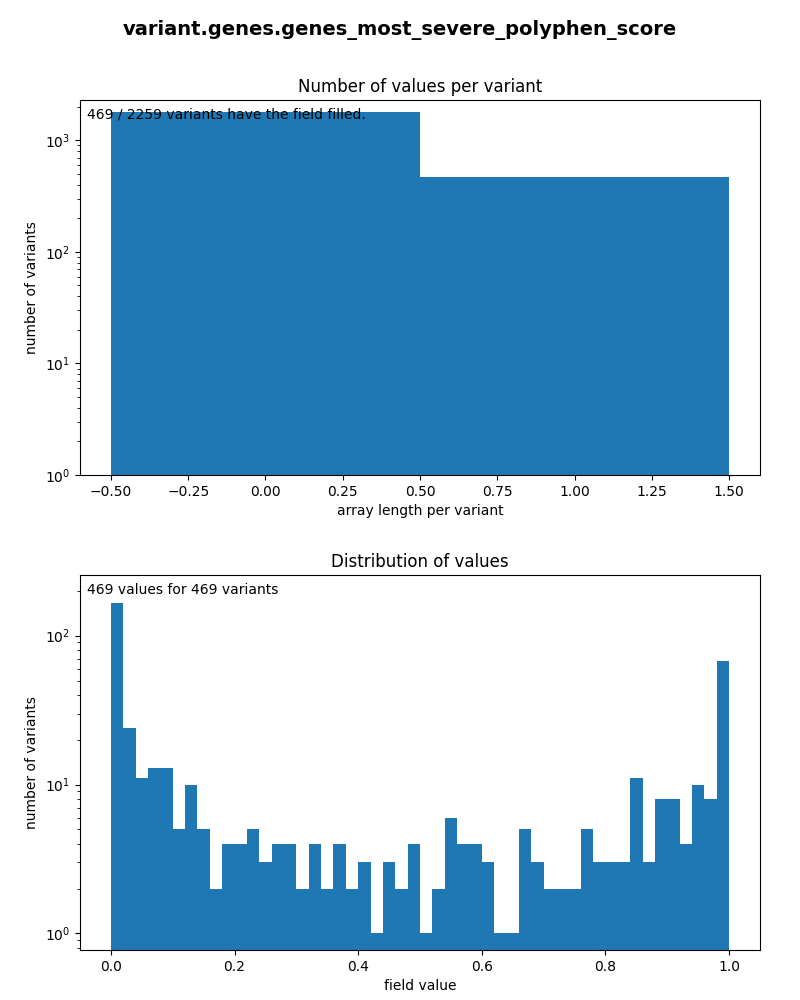 variant.genes.genes_most_severe_polyphen_score
Number of values per variant
469 / 2259 variants have the field filled.
number of variants
10³
10²
10¹
10⁰
−0.50 −0.25 0.00 0.25 0.50 0.75 1.00 1.25 1.50
array length per variant
Distribution of values
469 values for 469 variants
number of variants
10²
10¹
10⁰
0.0 0.2 0.4 0.6 0.8 1.0
field value